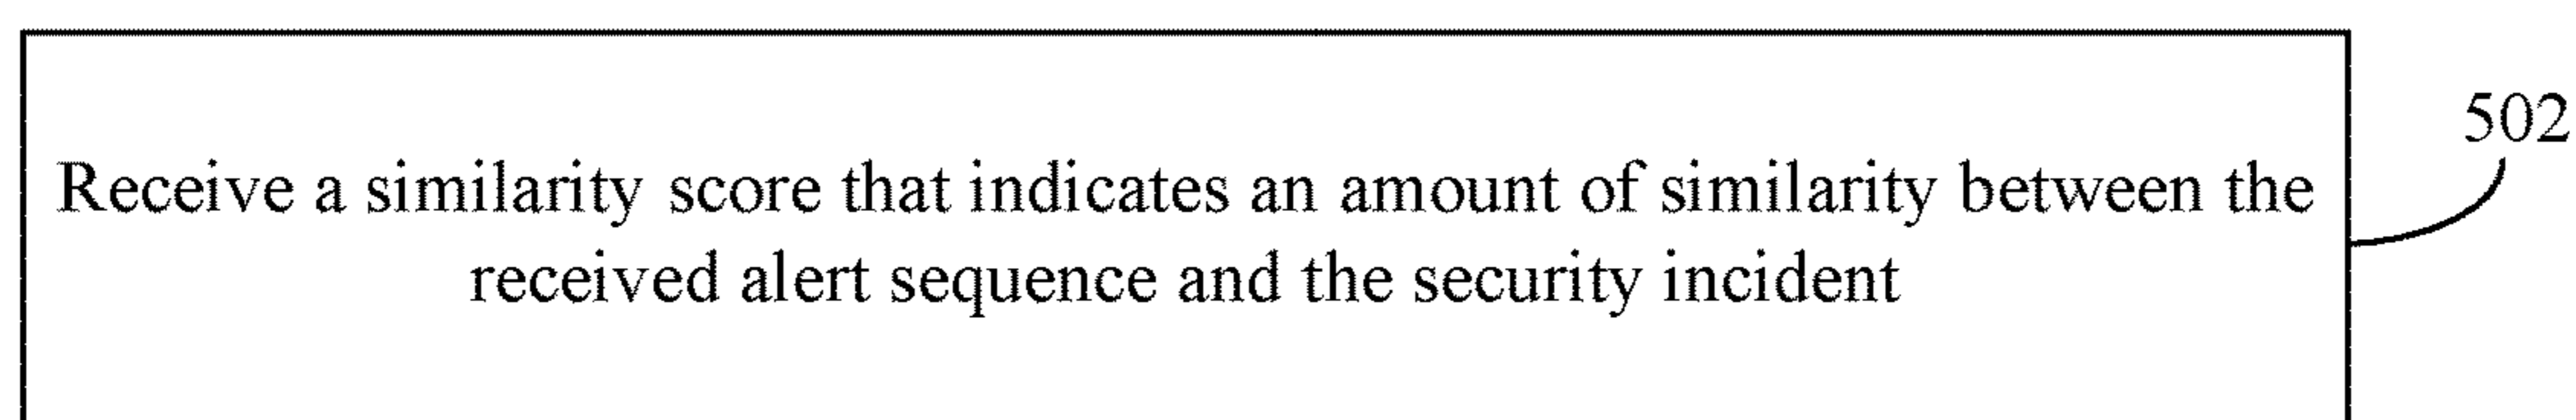 502
Receive a similarity score that indicates an amount of similarity between the
received alert sequence and the security incident